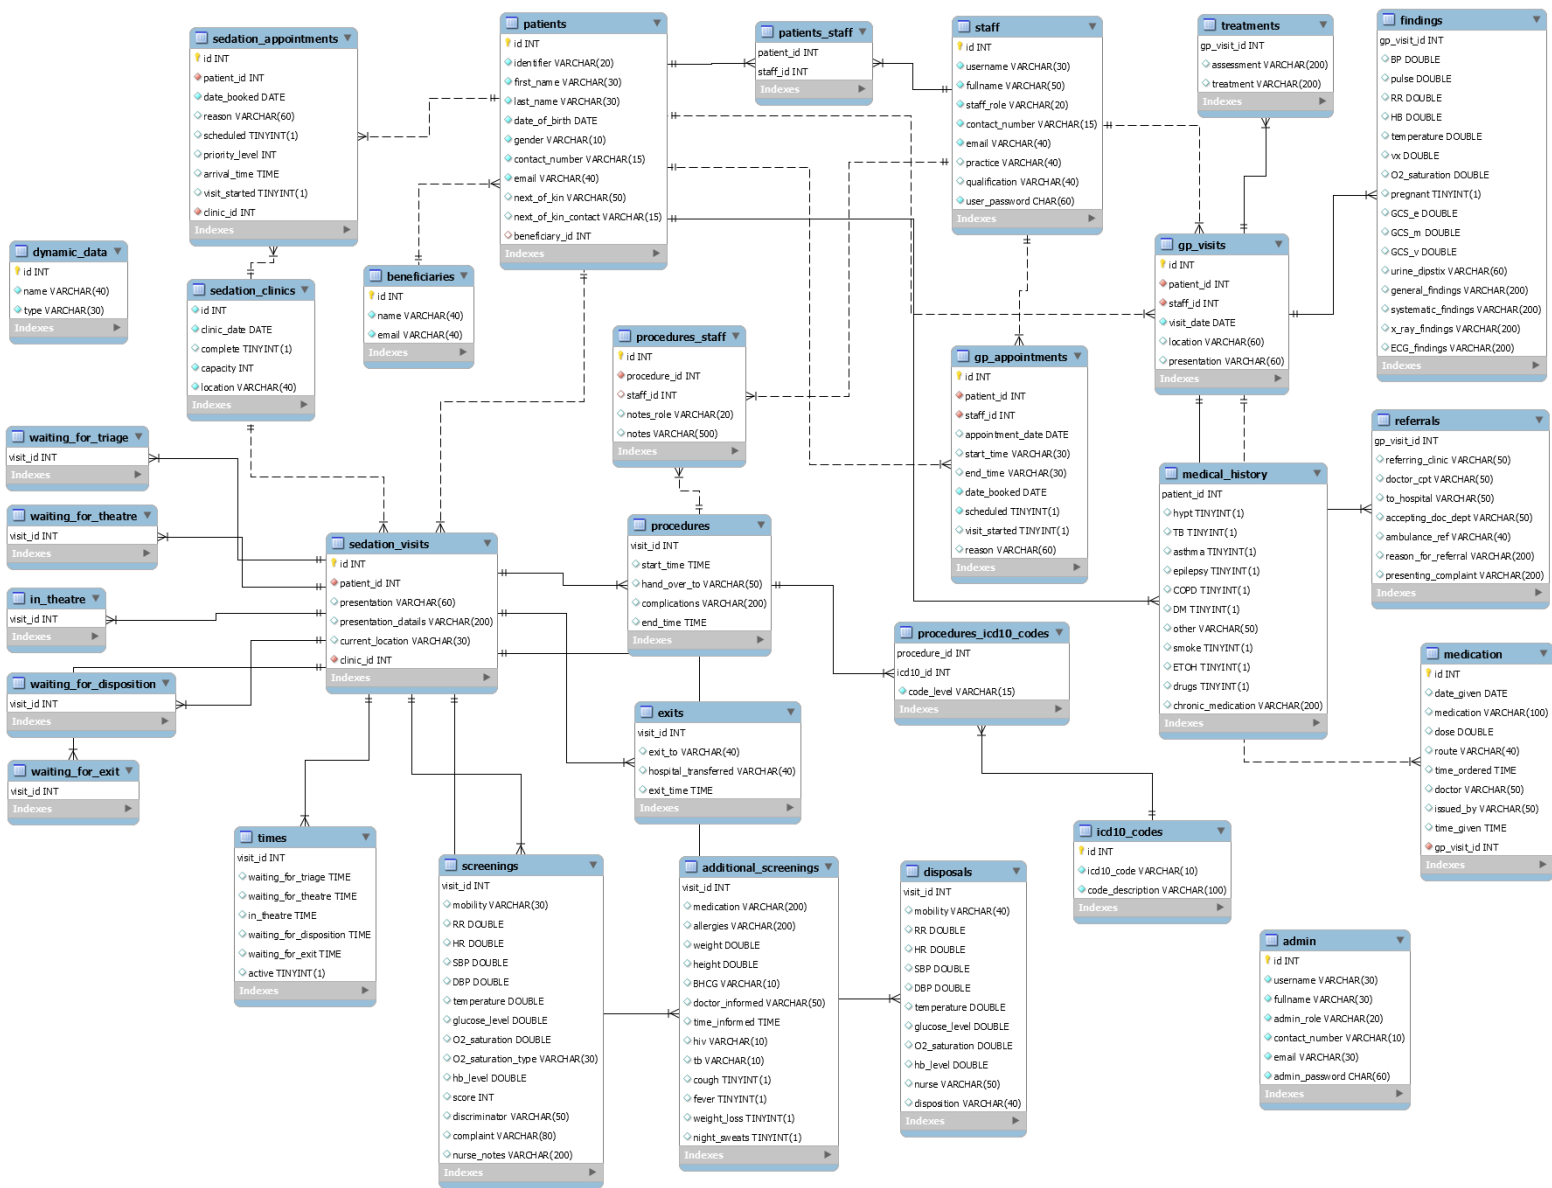 sedation_appointments
id INT
patient_id INT
date_booked DATE
reason VARCHAR(60)
scheduled TINYINT(1)
priority_level INT
arrival_time TIME
visit_started TINYINT(1)
clinic_id INT
Indexes
patients
id INT
identifier VARCHAR(20)
first_name VARCHAR(30)
last_name VARCHAR(30)
date_of_birth DATE
gender VARCHAR(10)
contact_number VARCHAR(15)
email VARCHAR(40)
next_of_kin VARCHAR(50)
next_of_kin_contact VARCHAR(15)
beneficiary_id INT
Indexes
patients_staff
patient_id INT
staff_id INT
Indexes
staff
id INT
username VARCHAR(30)
fullname VARCHAR(50)
staff_role VARCHAR(20)
contact_number VARCHAR(15)
email VARCHAR(40)
practice VARCHAR(40)
qualification VARCHAR(40)
user_password CHAR(60)
Indexes
treatments
gp_visit_id INT
assessment VARCHAR(200)
treatment VARCHAR(200)
Indexes
findings
gp_visit_id INT
BP DOUBLE
pulse DOUBLE
RR DOUBLE
HB DOUBLE
temperature DOUBLE
vx DOUBLE
O2_saturation DOUBLE
pregnant TINYINT(1)
GCS_e DOUBLE
GCS_m DOUBLE
GCS_v DOUBLE
urine_dipstix VARCHAR(60)
general_findings VARCHAR(200)
systematic_findings VARCHAR(200)
x_ray_findings VARCHAR(200)
ECG_findings VARCHAR(200)
Indexes
dynamic_data
id INT
name VARCHAR(40)
type VARCHAR(30)
Indexes
sedation_clinics
id INT
clinic_date DATE
complete TINYINT(1)
capacity INT
location VARCHAR(40)
Indexes
beneficiaries
id INT
name VARCHAR(40)
email VARCHAR(40)
Indexes
procedures_staff
id INT
procedure_id INT
staff_id INT
notes_role VARCHAR(20)
notes VARCHAR(500)
Indexes
gp_appointments
id INT
patient_id INT
staff_id INT
appointment_date DATE
start_time VARCHAR(30)
end_time VARCHAR(30)
date_booked DATE
scheduled TINYINT(1)
visit_started TINYINT(1)
reason VARCHAR(60)
Indexes
gp_visits
id INT
patient_id INT
staff_id INT
visit_date DATE
location VARCHAR(60)
presentation VARCHAR(60)
Indexes
waiting_for_triage
visit_id INT
Indexes
waiting_for_theatre
visit_id INT
Indexes
in_theatre
visit_id INT
Indexes
waiting_for_disposition
visit_id INT
Indexes
waiting_for_exit
visit_id INT
Indexes
sedation_visits
id INT
patient_id INT
presentation VARCHAR(60)
presentation_datails VARCHAR(200)
current_location VARCHAR(30)
clinic_id INT
Indexes
procedures
visit_id INT
start_time TIME
hand_over_to VARCHAR(50)
complications VARCHAR(200)
end_time TIME
Indexes
medical_history
patient_id INT
hypt TINYINT(1)
TB TINYINT(1)
asthma TINYINT(1)
epilepsy TINYINT(1)
COPD TINYINT(1)
DM TINYINT(1)
other VARCHAR(50)
smoke TINYINT(1)
ETOH TINYINT(1)
drugs TINYINT(1)
chronic_medication VARCHAR(200)
Indexes
referrals
gp_visit_id INT
referring_clinic VARCHAR(50)
doctor_cpt VARCHAR(50)
to_hospital VARCHAR(50)
accepting_doc_dept VARCHAR(50)
ambulance_ref VARCHAR(40)
reason_for_referral VARCHAR(200)
presenting_complaint VARCHAR(200)
Indexes
procedures_icd10_codes
procedure_id INT
icd10_id INT
code_level VARCHAR(15)
Indexes
medication
id INT
date_given DATE
medication VARCHAR(100)
dose DOUBLE
route VARCHAR(40)
time_ordered TIME
doctor VARCHAR(50)
issued_by VARCHAR(50)
time_given TIME
gp_visit_id INT
Indexes
exits
visit_id INT
exit_to VARCHAR(40)
hospital_transferred VARCHAR(40)
exit_time TIME
Indexes
times
visit_id INT
waiting_for_triage TIME
waiting_for_theatre TIME
in_theatre TIME
waiting_for_disposition TIME
waiting_for_exit TIME
active TINYINT(1)
Indexes
screenings
visit_id INT
mobility VARCHAR(30)
RR DOUBLE
HR DOUBLE
SBP DOUBLE
DBP DOUBLE
temperature DOUBLE
glucose_level DOUBLE
O2_saturation DOUBLE
O2_saturation_type VARCHAR(30)
hb_level DOUBLE
score INT
discriminator VARCHAR(50)
complaint VARCHAR(80)
nurse_notes VARCHAR(200)
Indexes
additional_screenings
visit_id INT
medication VARCHAR(200)
allergies VARCHAR(200)
weight DOUBLE
height DOUBLE
BHCG VARCHAR(10)
doctor_informed VARCHAR(50)
time_informed TIME
hiv VARCHAR(10)
tb VARCHAR(10)
cough TINYINT(1)
fever TINYINT(1)
weight_loss TINYINT(1)
night_sweats TINYINT(1)
Indexes
disposals
visit_id INT
mobility VARCHAR(40)
RR DOUBLE
HR DOUBLE
SBP DOUBLE
DBP DOUBLE
temperature DOUBLE
glucose_level DOUBLE
O2_saturation DOUBLE
hb_level DOUBLE
nurse VARCHAR(50)
disposition VARCHAR(40)
Indexes
icd10_codes
id INT
icd10_code VARCHAR(10)
code_description VARCHAR(100)
Indexes
admin
id INT
username VARCHAR(30)
fullname VARCHAR(30)
admin_role VARCHAR(20)
contact_number VARCHAR(10)
email VARCHAR(30)
admin_password CHAR(60)
Indexes